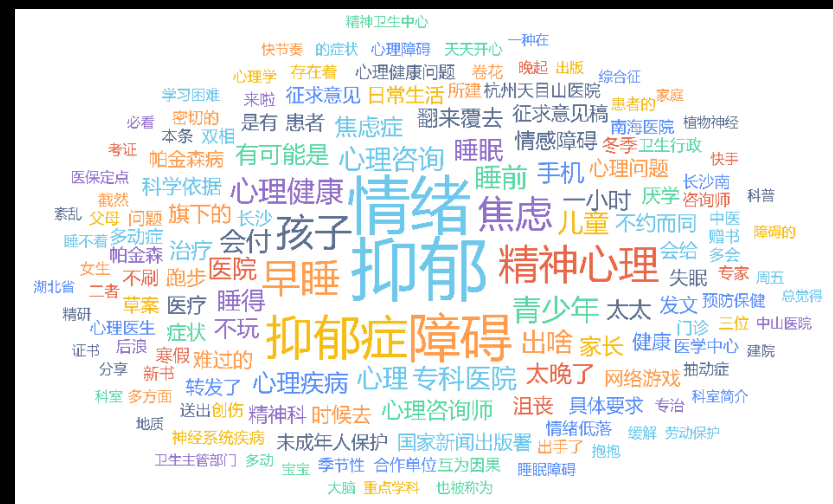 精神卫生中心
快节奏 的症状 心理障碍 天天开心 一种在
心理学 存在着 心理健康问题 卷花 晚起 出版 综合征
学习困难 来啦 征求意见 日常生活 所建 杭州天目山医院 患者的 家庭
必看 密切的 是有 患者 焦虑症 翻来覆去 征求意见稿 南海医院 植物神经
本条 双相 情感障碍 冬季 卫生行政
考证 帕金森病 有可能是 心理咨询 睡眠 手机 心理问题 快手
医保定点 科学依据 心理健康 情绪 睡前 一小时 厌学 长沙南 咨询师 科普
截然 孩子 焦虑 儿童 不约而同 中医
紊乱 父母 问题 旗下的 长沙 赠书 障碍的
睡不着 多动症 治疗 会付 抑郁 精神心理 会给 多会
帕金森 女生 不刷 跑步 医院 早睡 失眠 专家 周五
湖北省 二者 草案 医疗 睡得 青少年 太太 发文 预防保健 总觉得
精研 心理医生 症状 不玩 抑郁症 障碍 出啥 家长 健康 门诊 三位 中山医院
证书 后浪 寒假 难过的 医学中心 建院
分享 新书 转发了 心理疾病 心理 专科医院 太晚了 网络游戏 抽动症
科室 多方面 送出 创伤 精神科 时候去 心理咨询师 沮丧 具体要求 专治 科室简介
地质 神经系统疾病 未成年人保护 国家新闻出版署 情绪低落 出手了 缓解 劳动保护
卫生主管部门 多动 宝宝 季节性 合作单位 互为因果 睡眠障碍 抱抱
大脑 重点学科 也被称为